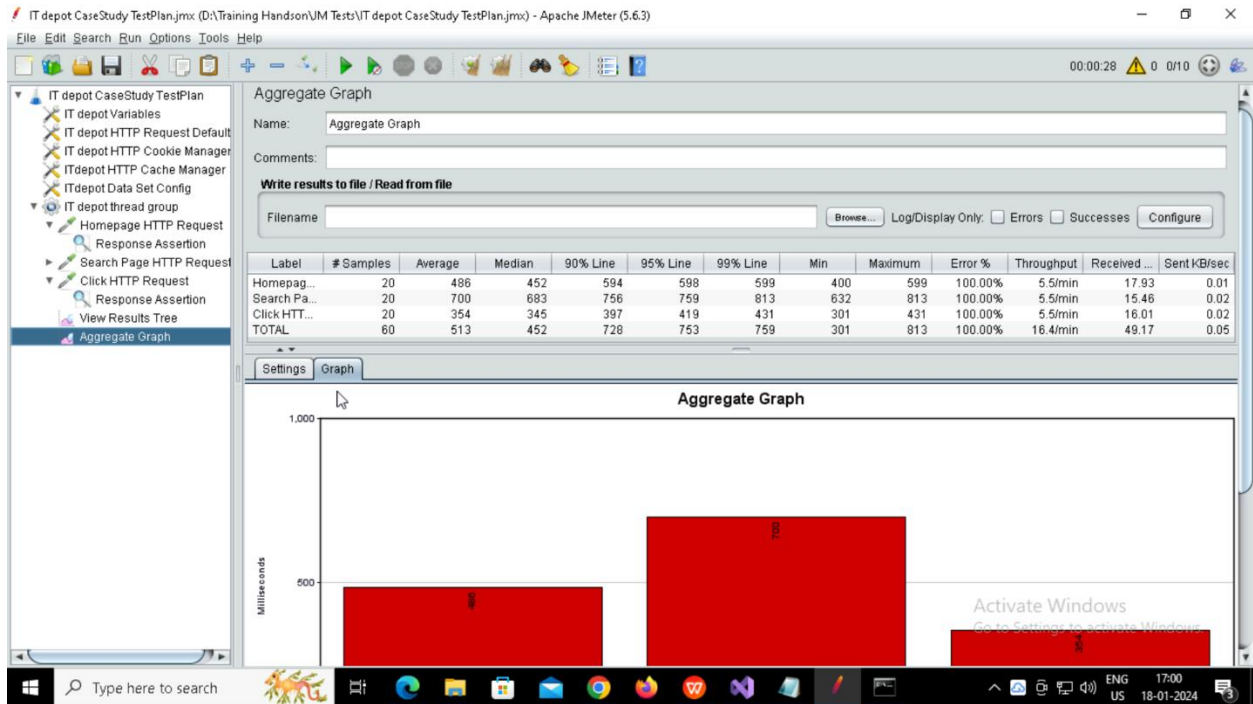 IT depot CaseStudy TestPlan.jmx (D:\Training Handson\JM Tests\IT depot CaseStudy TestPlan.jmx) - Apache JMeter (5.6.3)
File Edit Search Run Options Tools Help
00:00:28 0 0/10
IT depot CaseStudy TestPlan
IT depot Variables
IT depot HTTP Request Default
IT depot HTTP Cookie Manager
ITdepot HTTP Cache Manager
ITdepot Data Set Config
IT depot thread group
Homepage HTTP Request
Response Assertion
Search Page HTTP Request
Click HTTP Request
Response Assertion
View Results Tree
Aggregate Graph
Aggregate Graph
Name: Aggregate Graph
Comments:
Write results to file / Read from file
Filename Browse... Log/Display Only: Errors Successes Configure
Label # Samples Average Median 90% Line 95% Line 99% Line Min Maximum Error % Throughput Received ... Sent KB/sec
Homepag... 20 486 452 594 598 599 400 599 100.00% 5.5/min 17.93 0.01
Search Pa... 20 700 683 756 759 813 632 813 100.00% 5.5/min 15.46 0.02
Click HTT... 20 354 345 397 419 431 301 431 100.00% 5.5/min 16.01 0.02
TOTAL 60 513 452 728 753 759 301 813 100.00% 16.4/min 49.17 0.05
Settings Graph
Aggregate Graph
1,000
500
Milliseconds
486
700
354
Activate Windows
Go to Settings to activate Windows.
Type here to search
ENG
US
17:00
18-01-2024
3